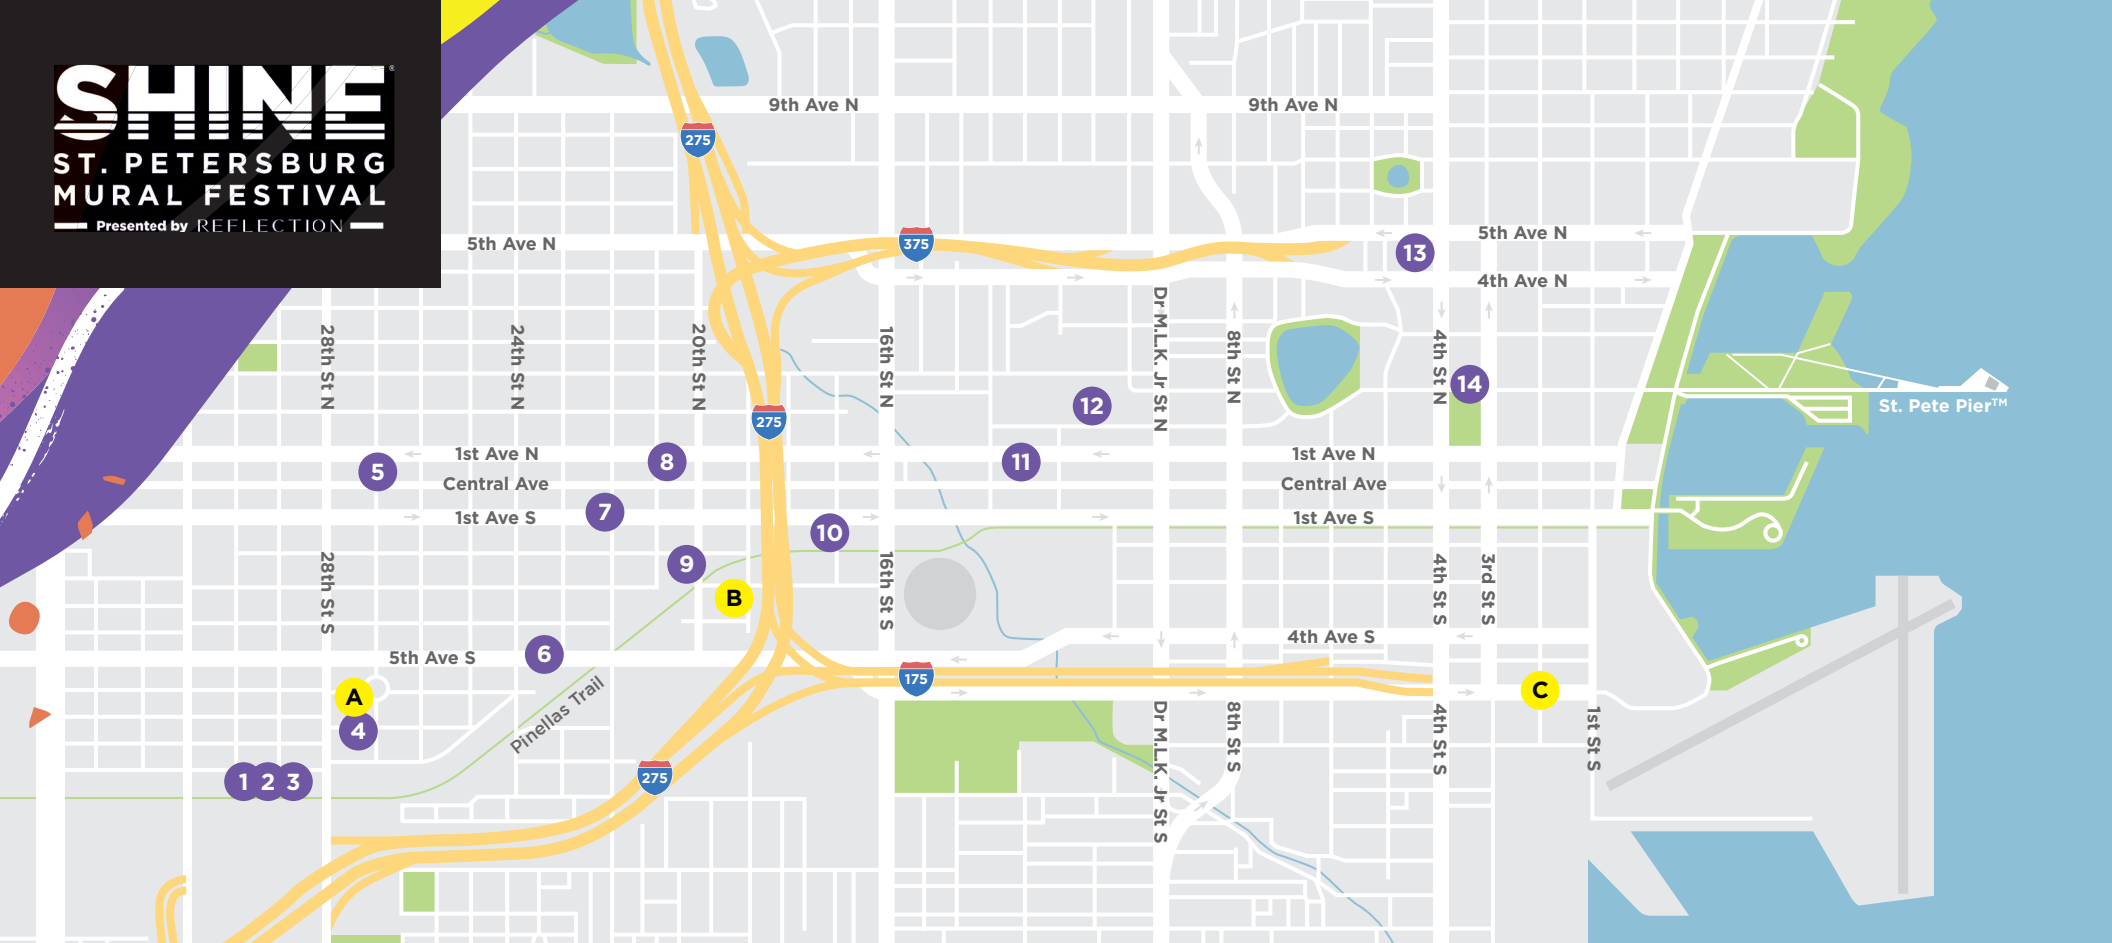 SHINE®
ST. PETERSBURG
MURAL FESTIVAL
Presented by REFLECTION
9th Ave N
9th Ave N
275
5th Ave N
375
5th Ave N
13
4th Ave N
28th St N
24th St N
20th St N
16th St N
Dr M.L.K. Jr St N
8th St N
4th St N
14
12
St. Pete Pier™
275
1st Ave N
1st Ave N
5
8
11
Central Ave
Central Ave
1st Ave S
7
1st Ave S
10
28th St S
9
16th St S
4th St S
3rd St S
B
4th Ave S
5th Ave S
6
175
A
C
4
Pinellas Trail
Dr M.L.K. Jr St S
8th St S
4th St S
1st St S
1 2 3
275